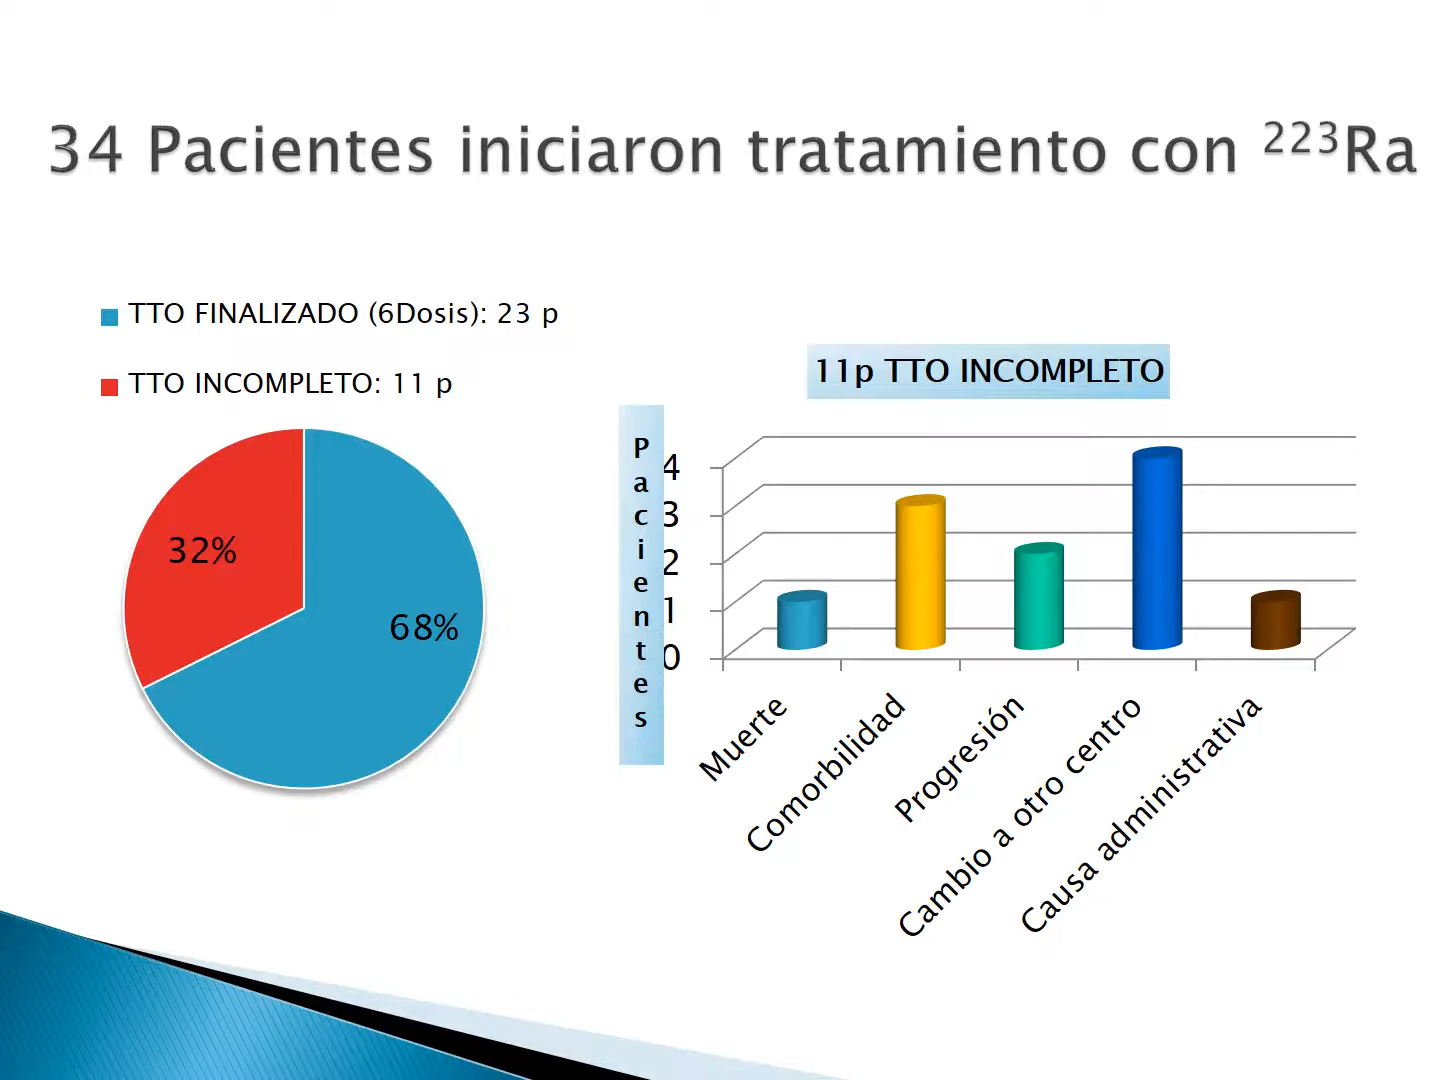 34 Pacientes iniciaron tratamiento con ²²³Ra
TTO FINALIZADO (6Dosis): 23 p
TTO INCOMPLETO: 11 p
32%
68%
11p TTO INCOMPLETO
Pacientes
4
3
2
1
0
Muerte
Comorbilidad
Progresión
Cambio a otro centro
Causa administrativa